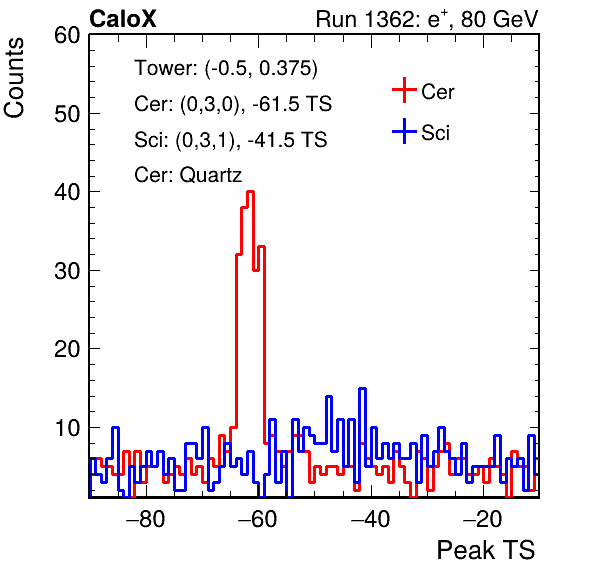 CaloX Run 1362: e+, 80 GeV
Counts
60
Tower: (-0.5, 0.375)
Cer: (0,3,0), -61.5 TS
Sci: (0,3,1), -41.5 TS
Cer: Quartz
Cer
Sci
50
40
30
20
10
−80 −60 −40 −20
Peak TS